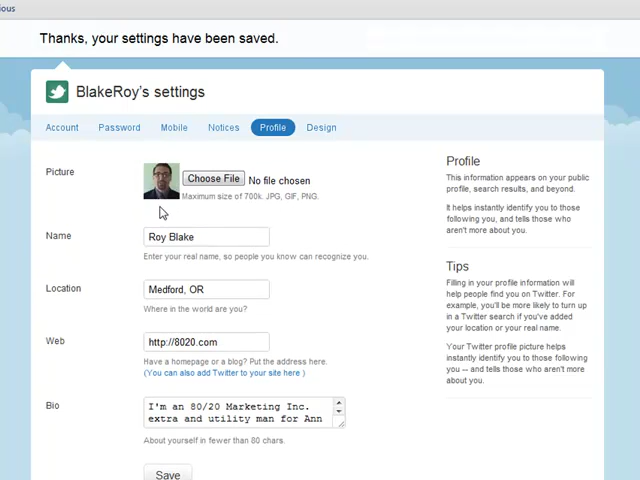 ious
Thanks, your settings have been saved.
BlakeRoy's settings
Account Password Mobile Notices Profile Design
Picture
Choose File No file chosen
Maximum size of 700k. JPG, GIF, PNG.
Name
Roy Blake
Enter your real name, so people you know can recognize you.
Location
Medford, OR
Where in the world are you?
Web
http://8020.com
Have a homepage or a blog? Put the address here.
(You can also add Twitter to your site here )
Bio
I'm an 80/20 Marketing Inc.
extra and utility man for Ann
About yourself in fewer than 80 chars.
Save
Profile
This information appears on your public
profile, search results, and beyond.
It helps instantly identify you to those
following you, and tells those who
aren't more about you.
Tips
Filling in your profile information will
help people find you on Twitter. For
example, you'll be more likely to turn up
in a Twitter search if you've added
your location or your real name.
Your Twitter profile picture helps
instantly identify you to those following
you -- and tells those who aren't more
about you.